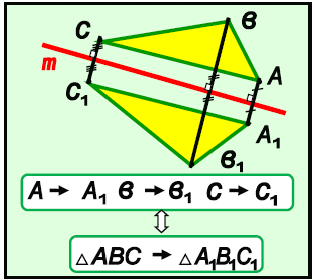 B
C
m
A
C₁
A₁
B₁
A → A₁ B → B₁ C → C₁
⇕
△ABC → △A₁B₁C₁